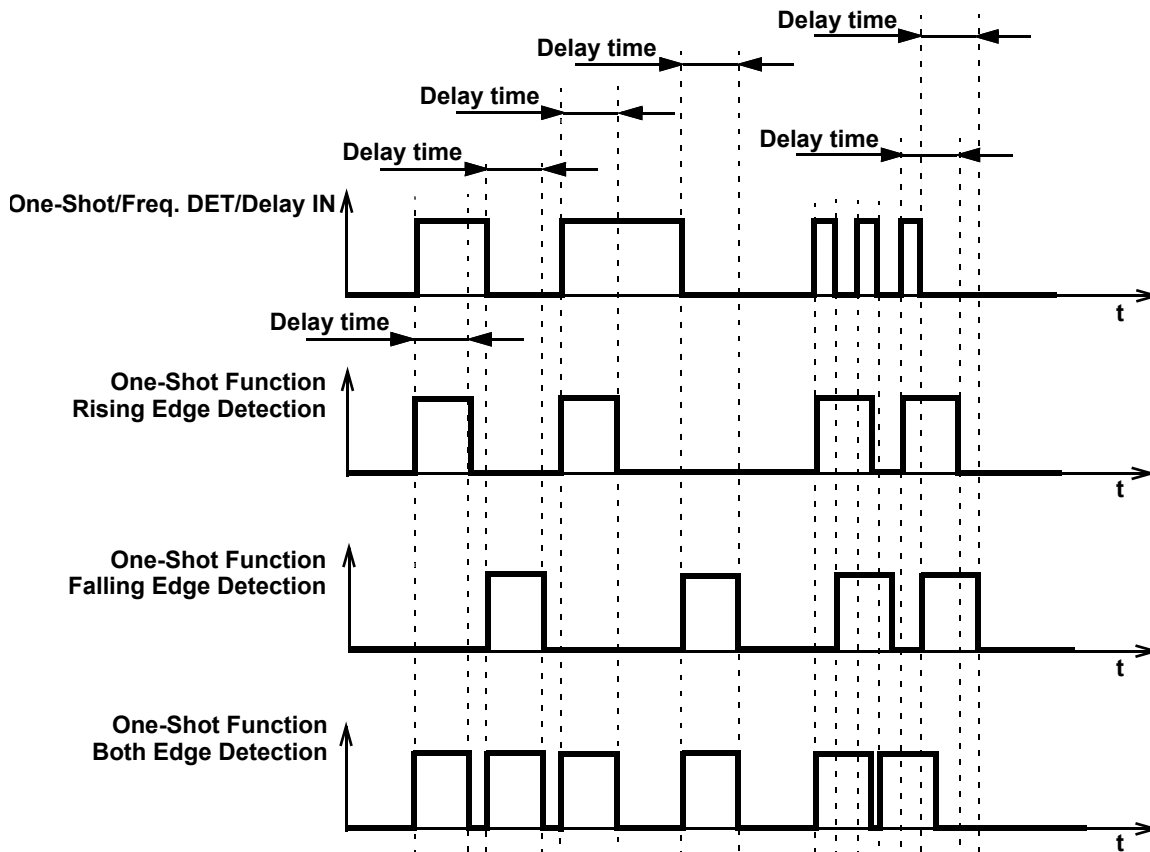 Delay time
Delay time
Delay time
Delay time
Delay time
One-Shot/Freq. DET/Delay IN
t
Delay time
One-Shot Function
Rising Edge Detection
t
One-Shot Function
Falling Edge Detection
t
One-Shot Function
Both Edge Detection
t